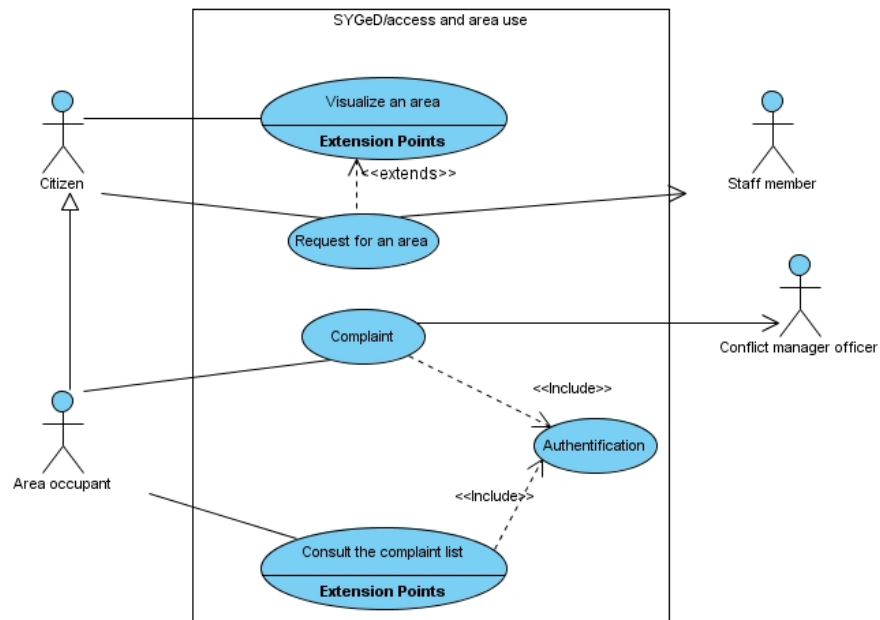 SYGeD/access and area use
Visualize an area
Extension Points
<<extends>>
Citizen
Staff member
Request for an area
Complaint
Conflict manager officer
<<Include>>
Authentification
Area occupant
<<Include>>
Consult the complaint list
Extension Points